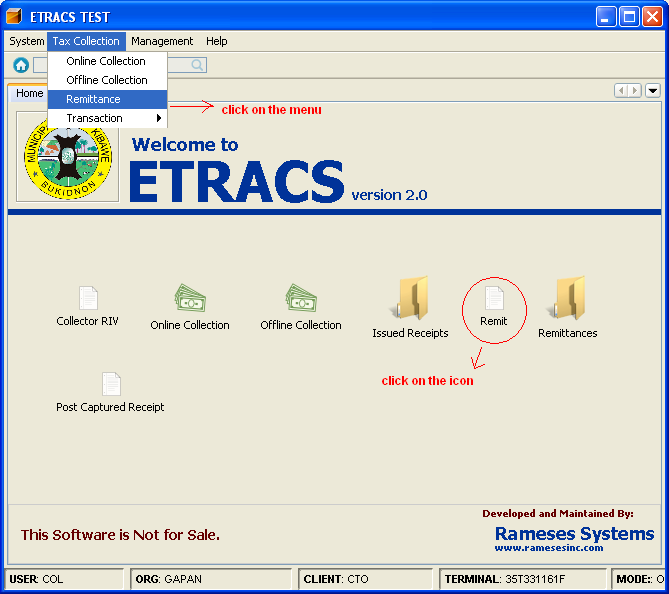 ETRACS TEST
System Tax Collection Management Help
Online Collection
Offline Collection
Remittance
Transaction
click on the menu
Home
MUNICIPAL
KIBAWE
BUKIDNON
Welcome to
ETRACS version 2.0
Collector RIV
Online Collection
Offline Collection
Issued Receipts
Remit
Remittances
click on the icon
Post Captured Receipt
Developed and Maintained By:
This Software is Not for Sale.
Rameses Systems
www.ramesesinc.com
USER: COL ORG: GAPAN CLIENT: CTO TERMINAL: 35T331161F MODE:: O